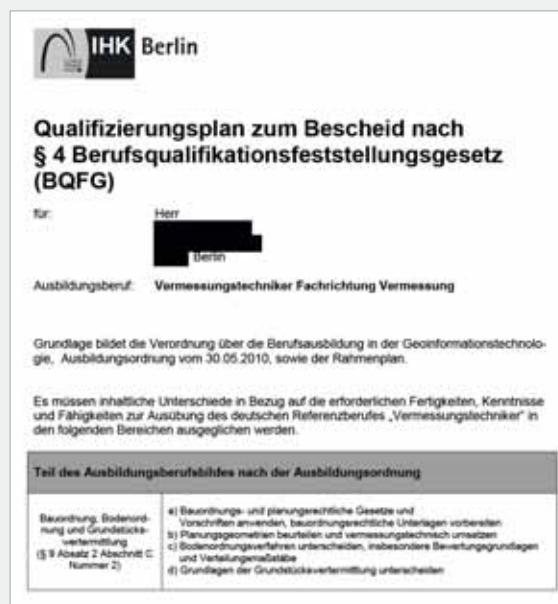 IHK Berlin
Qualifizierungsplan zum Bescheid nach
§ 4 Berufsqualifikationsfeststellungsgesetz
(BQFG)
für: Herr
Berlin
Ausbildungsberuf: Vermessungstechniker Fachrichtung Vermessung
Grundlage bildet die Verordnung über die Berufsausbildung in der Geoinformationstechnolo-
gie, Ausbildungsordnung vom 30.05.2010, sowie der Rahmenplan.
Es müssen inhaltliche Unterschiede in Bezug auf die erforderlichen Fertigkeiten, Kenntnisse
und Fähigkeiten zur Ausübung des deutschen Referenzberufes „Vermessungstechniker" in
den folgenden Bereichen ausgeglichen werden.
Teil des Ausbildungsberufsbildes nach der Ausbildungsordnung
Bauordnung, Bodenord-
nung und Grundstücks-
wertermittlung
(§ 9 Absatz 2 Abschnitt C
Nummer 2)
a) Bauordnungs- und planungsrechtliche Gesetze und
Vorschriften anwenden, bauordnungsrechtliche Unterlagen vorbereiten
b) Planungsgeometrien beurteilen und vermessungstechnisch umsetzen
c) Bodenordnungsverfahren unterscheiden, insbesondere Bewertungsgrundlagen
und Verteilungsmaßstäbe
d) Grundlagen der Grundstückswertermittlung unterscheiden